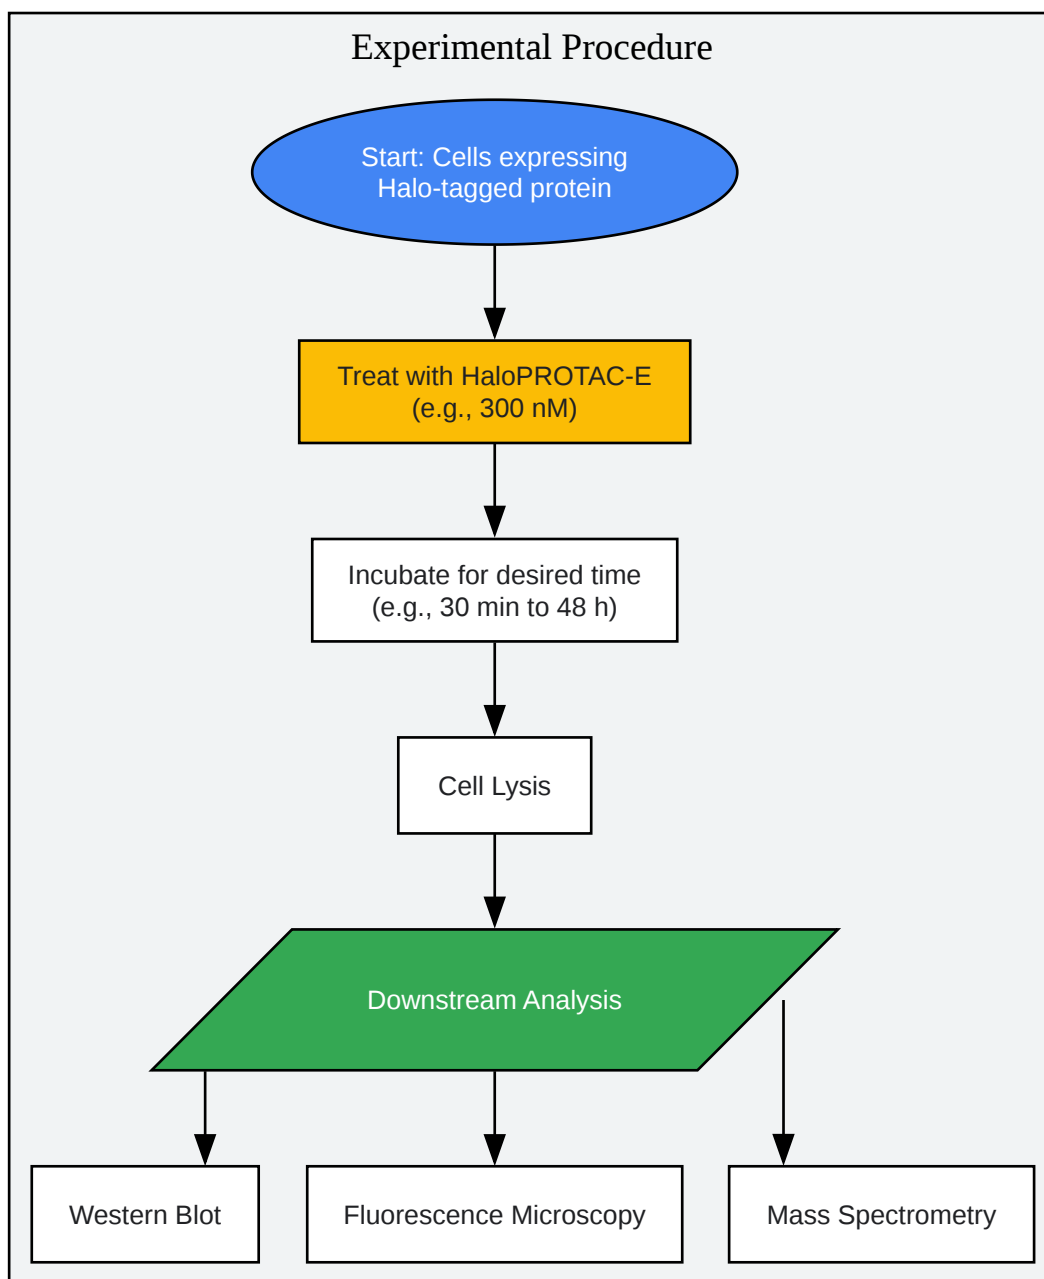 Experimental Procedure
Start: Cells expressing
Halo-tagged protein
Treat with HaloPROTAC-E
(e.g., 300 nM)
Incubate for desired time
(e.g., 30 min to 48 h)
Cell Lysis
Downstream Analysis
Western Blot
Fluorescence Microscopy
Mass Spectrometry